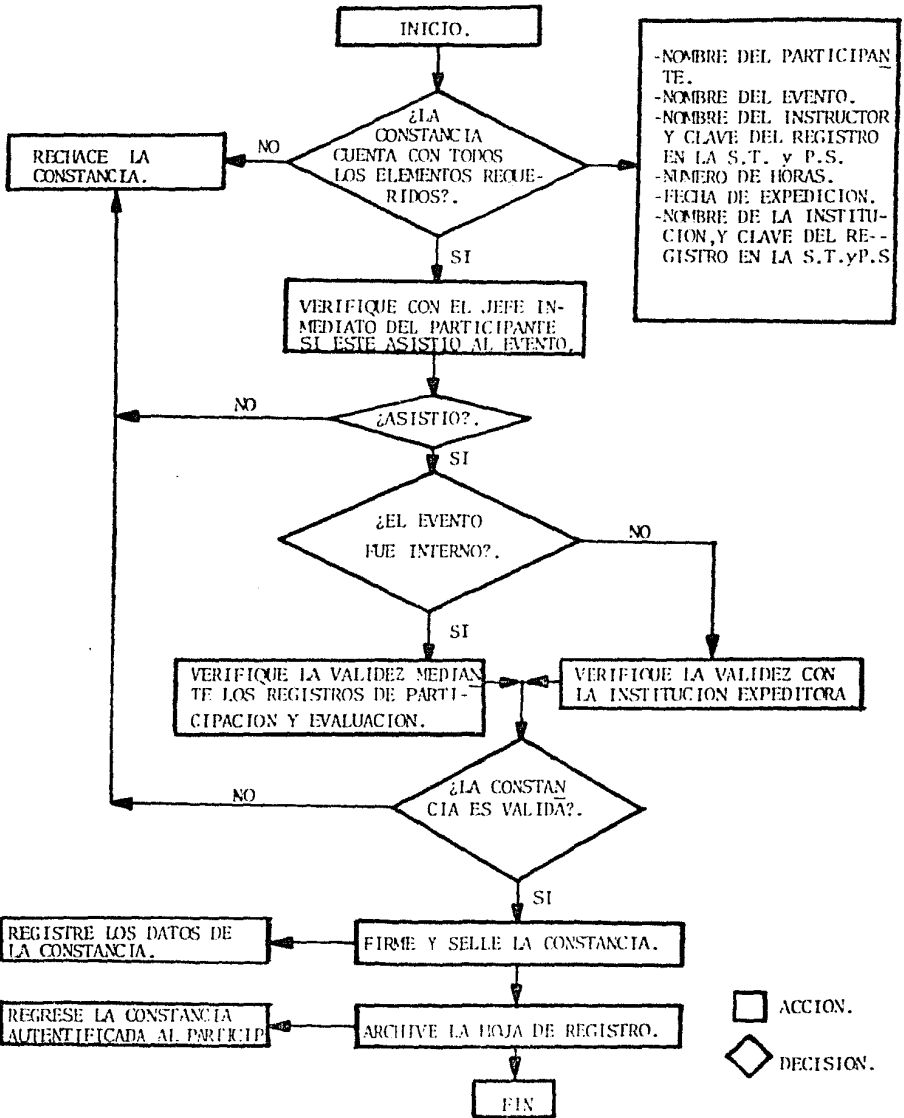 INICIO.
-NOMBRE DEL PARTICIPAN
TE.
-NOMBRE DEL EVENTO.
-NOMBRE DEL INSTRUCTOR
Y CLAVE DEL REGISTRO
EN LA S.T. y P.S.
-NUMERO DE HORAS.
-FECHA DE EXPEDICION.
-NOMBRE DE LA INSTITU-
CION,Y CLAVE DEL RE--
GISTRO EN LA S.T.yP.S
¿LA
CONSTANCIA
CUENTA CON TODOS
LOS ELEMENTOS REQUE-
RIDOS?.
NO
RECHACE LA
CONSTANCIA.
SI
VERIFIQUE CON EL JEFE IN-
MEDIATO DEL PARTICIPANTE
SI ESTE ASISTIO AL EVENTO.
NO
¿ASISTIO?.
SI
¿EL EVENTO
FUE INTERNO?.
NO
SI
VERIFIQUE LA VALIDEZ MEDIAN
TE LOS REGISTROS DE PARTI-
CIPACION Y EVALUACION.
VERIFIQUE LA VALIDEZ CON
LA INSTITUCION EXPEDITORA
¿LA CONSTAN
CIA ES VALIDA?.
NO
SI
REGISTRE LOS DATOS DE
LA CONSTANCIA.
FIRME Y SELLE LA CONSTANCIA.
REGRESE LA CONSTANCIA
AUTENTIFICADA AL PARTICIP
ARCHIVE LA HOJA DE REGISTRO.
ACCION.
DECISION.
FIN